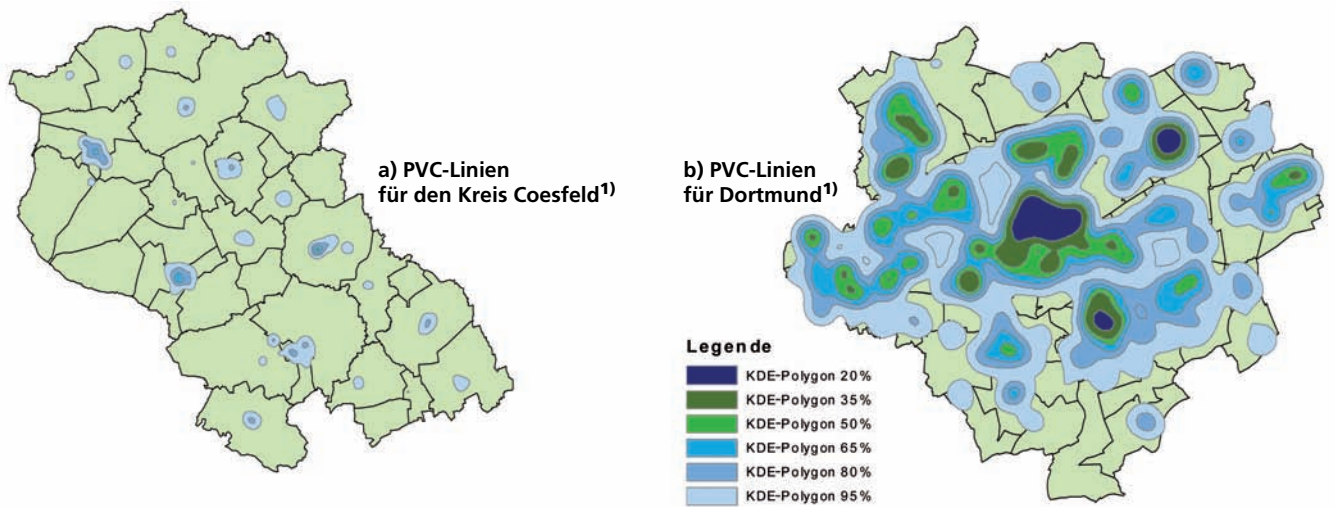 a) PVC-Linien
für den Kreis Coesfeld¹⁾
b) PVC-Linien
für Dortmund¹⁾
Legende
KDE-Polygon 20%
KDE-Polygon 35%
KDE-Polygon 50%
KDE-Polygon 65%
KDE-Polygon 80%
KDE-Polygon 95%